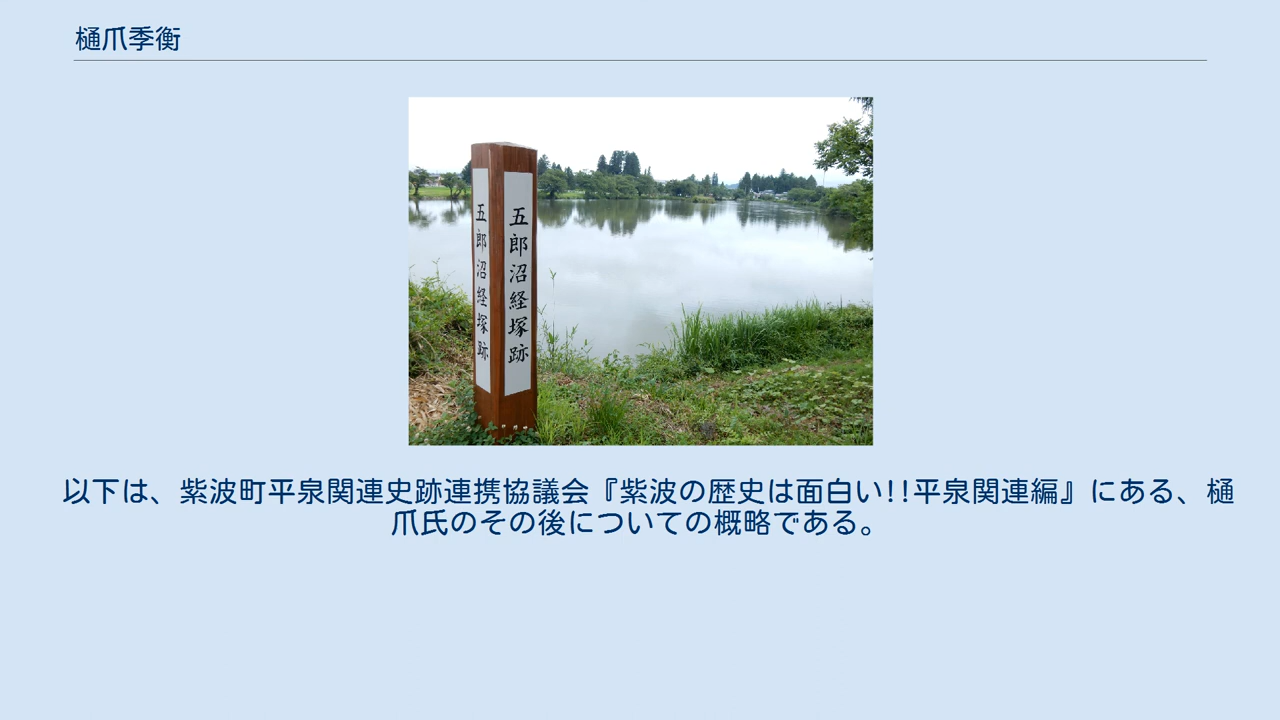 樋爪季衡
五郎沼経塚跡
五郎沼経塚跡
以下は、紫波町平泉関連史跡連携協議会『紫波の歴史は面白い!!平泉関連編』にある、樋
爪氏のその後についての概略である。